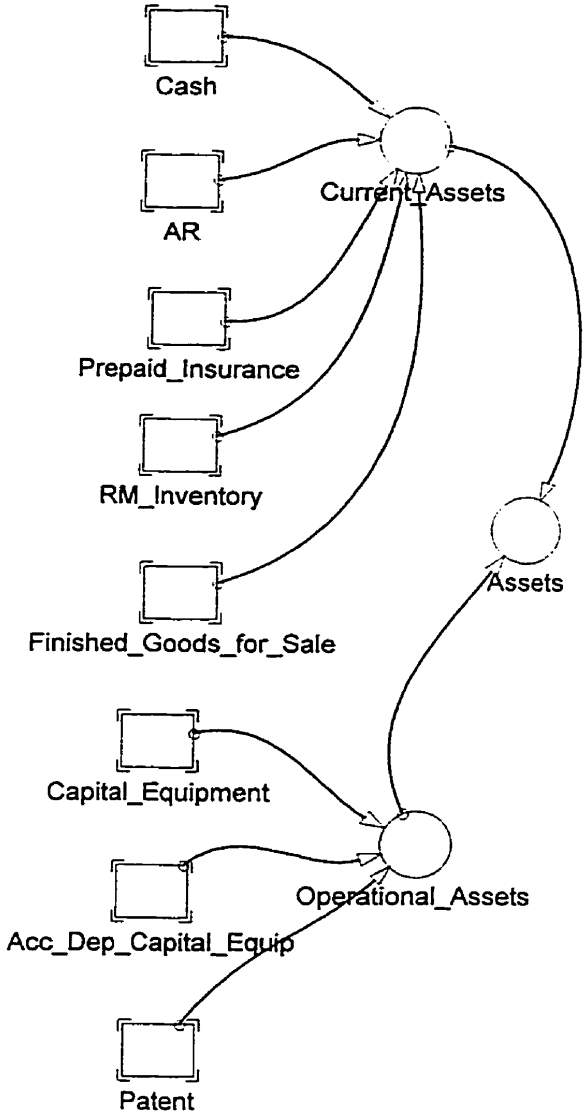 Cash
Current_Assets
AR
Prepaid_Insurance
RM_Inventory
Assets
Finished_Goods_for_Sale
Capital_Equipment
Operational_Assets
Acc_Dep_Capital_Equip
Patent